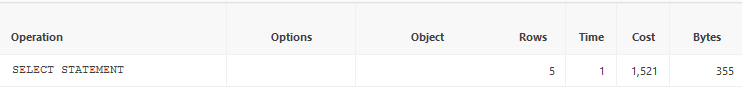 Operation Options Object Rows Time Cost Bytes
SELECT STATEMENT 5 1 1,521 355